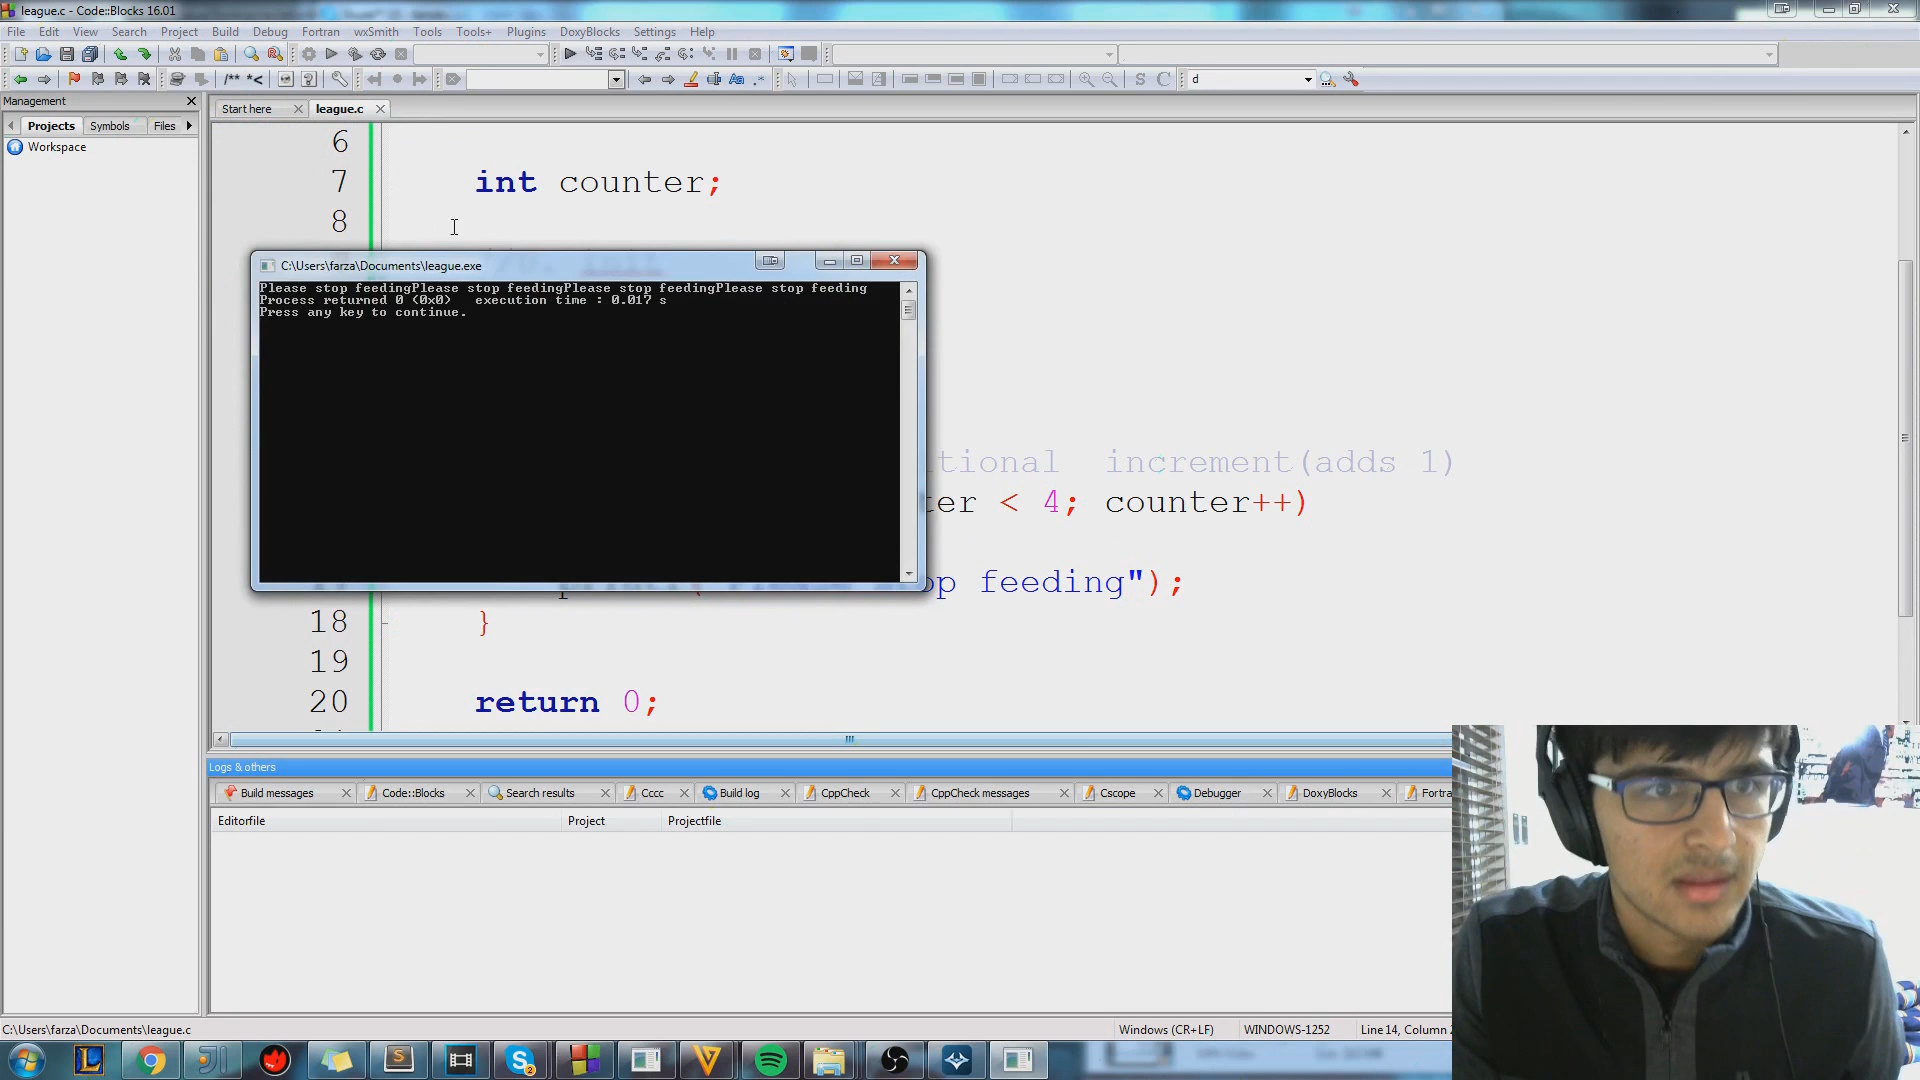 league.c - Code::Blocks 16.01
File Edit View Search Project Build Debug Fortran wxSmith Tools Tools+ Plugins DoxyBlocks Settings Help
/** *<
S C d
Management
Start here league.c
Projects Symbols Files
Workspace
6
7 int counter;
8
C:\Users\farza\Documents\league.exe
Please stop feedingPlease stop feedingPlease stop feedingPlease stop feeding
Process returned 0 (0x0) execution time : 0.017 s
Press any key to continue.
tional increment(adds 1)
ter < 4; counter++)
op feeding");
18 }
19
20 return 0;
Logs & others
Build messages Code::Blocks Search results Cccc Build log CppCheck CppCheck messages Cscope Debugger DoxyBlocks Fortra
Editorfile Project Projectfile
C:\Users\farza\Documents\league.c Windows (CR+LF) WINDOWS-1252 Line 14, Column